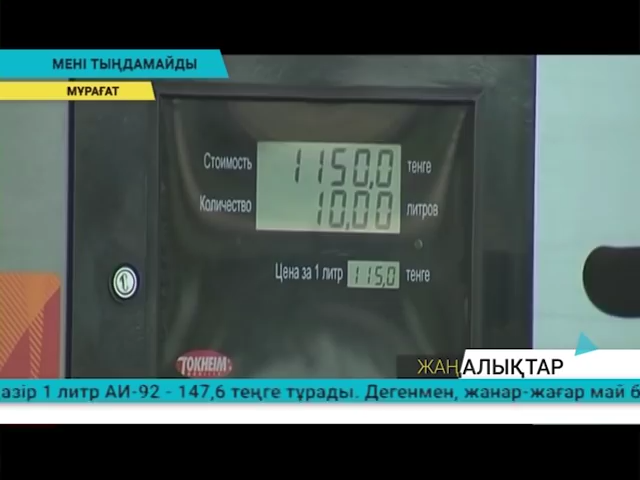 МЕНІ ТЫҢДАМАЙДЫ
МҰРАҒАТ
Стоимость 1150,0 тенге
Количество 10,00 литров
Цена за 1 литр 115,0 тенге
TOKHEIM
ЖАҢАЛЫҚТАР
азір 1 литр АИ-92 - 147,6 теңге тұрады. Дегенмен, жанар-жағар май б